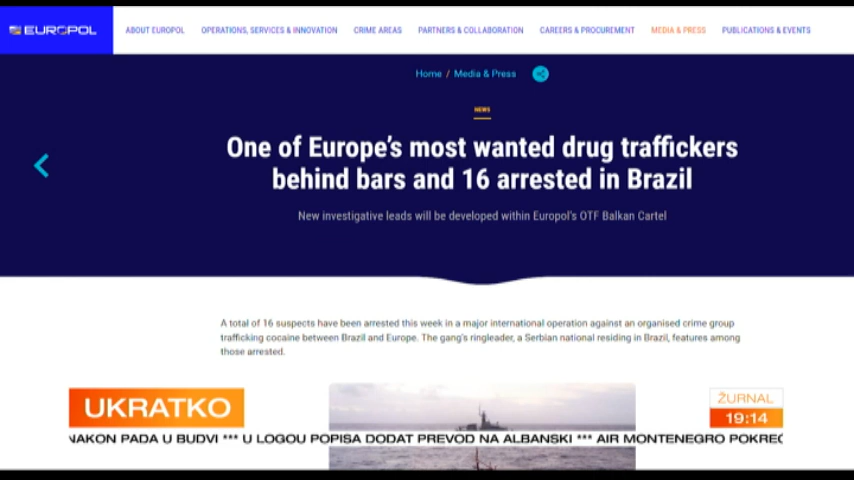 EUROPOL
ABOUT EUROPOL OPERATIONS, SERVICES & INNOVATION CRIME AREAS PARTNERS & COLLABORATION CAREERS & PROCUREMENT MEDIA & PRESS PUBLICATIONS & EVENTS
Home / Media & Press
NEWS
One of Europe's most wanted drug traffickers
behind bars and 16 arrested in Brazil
New investigative leads will be developed within Europol's OTF Balkan Cartel
A total of 16 suspects have been arrested this week in a major international operation against an organised crime group
trafficking cocaine between Brazil and Europe. The gang's ringleader, a Serbian national residing in Brazil, features among
those arrested.
UKRATKO
ŽURNAL
19:14
NAKON PADA U BUDVI *** U LOGOU POPISA DODAT PREVOD NA ALBANSKI *** AIR MONTENEGRO